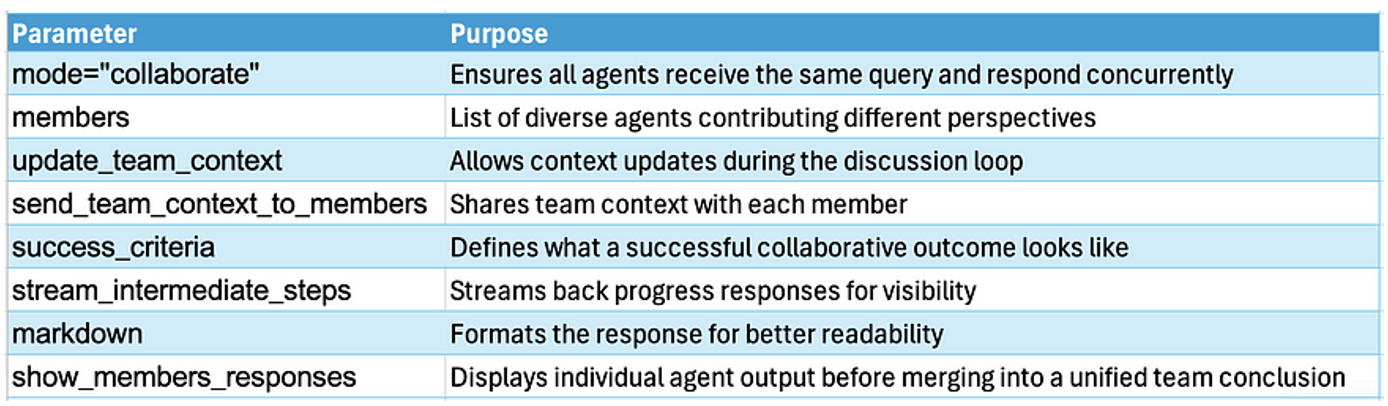 Parameter Purpose
mode="collaborate" Ensures all agents receive the same query and respond concurrently
members List of diverse agents contributing different perspectives
update_team_context Allows context updates during the discussion loop
send_team_context_to_members Shares team context with each member
success_criteria Defines what a successful collaborative outcome looks like
stream_intermediate_steps Streams back progress responses for visibility
markdown Formats the response for better readability
show_members_responses Displays individual agent output before merging into a unified team conclusion